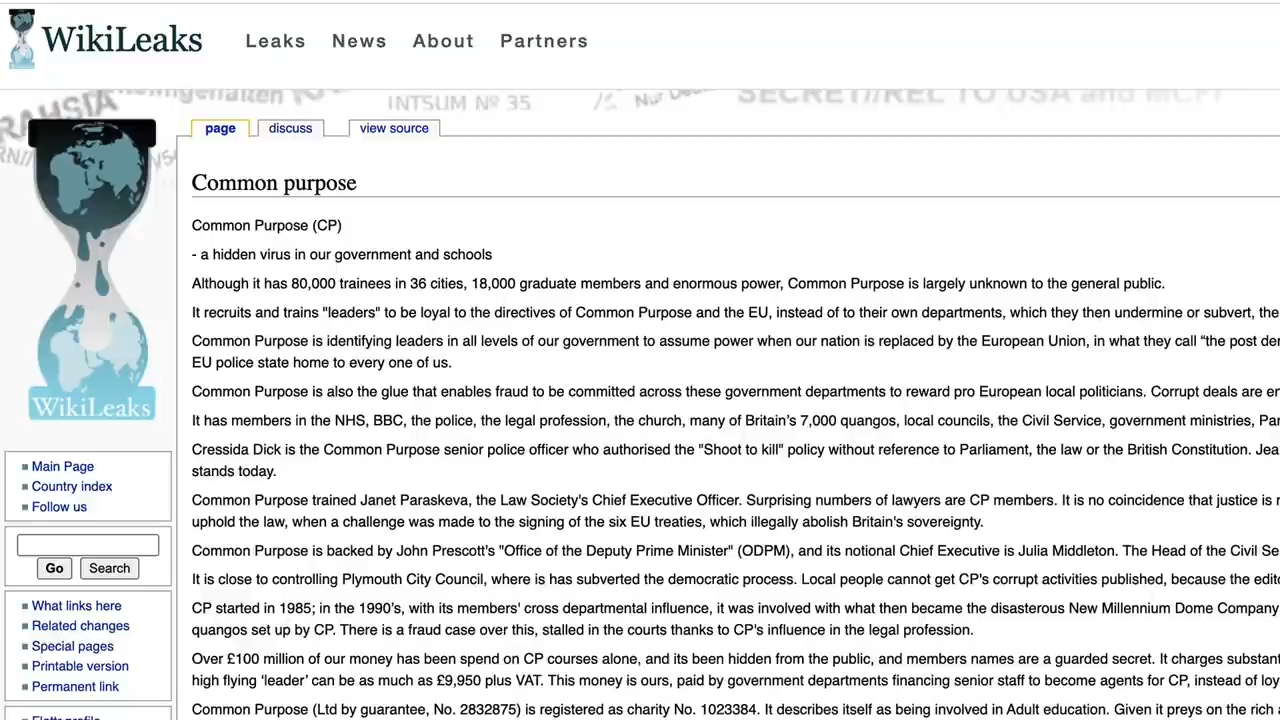 WikiLeaks
Leaks News About Partners
INTSUM Nº 35
SECRET//REL TO USA and MCFI
page discuss view source
WikiLeaks
Common purpose
Common Purpose (CP)
- a hidden virus in our government and schools
Although it has 80,000 trainees in 36 cities, 18,000 graduate members and enormous power, Common Purpose is largely unknown to the general public.
It recruits and trains "leaders" to be loyal to the directives of Common Purpose and the EU, instead of to their own departments, which they then undermine or subvert, the
Common Purpose is identifying leaders in all levels of our government to assume power when our nation is replaced by the European Union, in what they call “the post
EU police state home to every one of us.
Common Purpose is also the glue that enables fraud to be committed across these government departments to reward pro European local politicians. Corrupt deals are
It has members in the NHS, BBC, the police, the legal profession, the church, many of Britain’s 7,000 quangos, local councils, the Civil Service, government ministries,
Cressida Dick is the Common Purpose senior police officer who authorised the "Shoot to kill" policy without reference to Parliament, the law or the British Constitution.
stands today.
Common Purpose trained Janet Paraskeva, the Law Society's Chief Executive Officer. Surprising numbers of lawyers are CP members. It is no coincidence that justice is
uphold the law, when a challenge was made to the signing of the six EU treaties, which illegally abolish Britain's sovereignty.
Common Purpose is backed by John Prescott's "Office of the Deputy Prime Minister" (ODPM), and its notional Chief Executive is Julia Middleton. The Head of the Civil
It is close to controlling Plymouth City Council, where is has subverted the democratic process. Local people cannot get CP's corrupt activities published, because the
CP started in 1985; in the 1990’s, with its members' cross departmental influence, it was involved with what then became the disastrous New Millennium Dome Company
quangos set up by CP. There is a fraud case over this, stalled in the courts thanks to CP's influence in the legal profession.
Over £100 million of our money has been spend on CP courses alone, and its been hidden from the public, and members names are a guarded secret. It charges
high flying ‘leader’ can be as much as £9,950 plus VAT. This money is ours, paid by government departments financing senior staff to become agents for CP, instead of
Common Purpose (Ltd by guarantee, No. 2832875) is registered as charity No. 1023384. It describes itself as being involved in Adult education. Given it preys on the rich
Main Page
Country index
Follow us
Go Search
What links here
Related changes
Special pages
Printable version
Permanent link